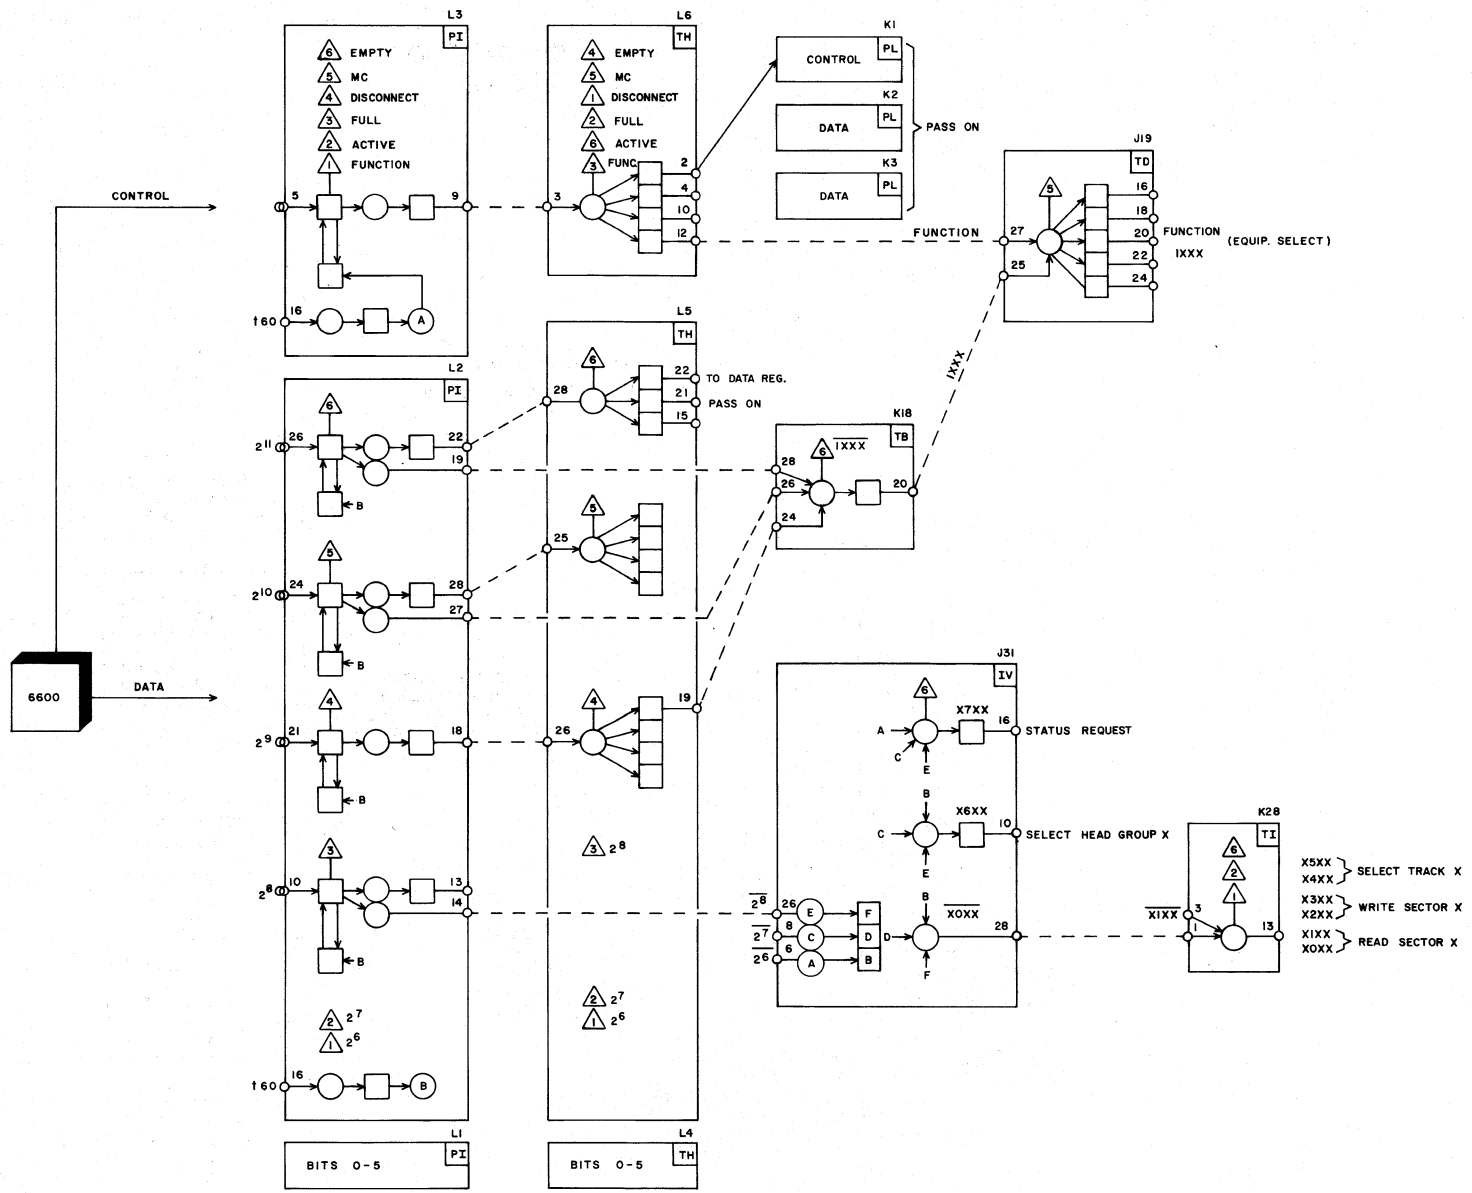 L3
PI
6 EMPTY
5 MC
4 DISCONNECT
3 FULL
2 ACTIVE
1 FUNCTION
CONTROL
5
9
16
t60
A
L6
TH
4 EMPTY
5 MC
1 DISCONNECT
2 FULL
6 ACTIVE
3 FUNC
3
2
4
10
12
K1
PL
CONTROL
K2
PL
DATA
K3
PL
DATA
PASS ON
FUNCTION
J19
TD
5
27
25
16
18
20
22
24
FUNCTION
1XXX
(EQUIP. SELECT)
1XXX
L2
PI
6
2^11
26
22
19
B
5
2^10
24
28
27
B
6600
DATA
4
2^9
21
18
B
3
2^8
10
13
14
B
2 2^7
1 2^6
t60
16
B
L5
TH
6
28
22
TO DATA REG.
21
PASS ON
15
5
25
4
26
19
3 2^8
2 2^7
1 2^6
K18
TB
6
1XXX
28
26
24
20
J31
IV
6
A
C
E
X7XX
16
STATUS REQUEST
B
C
E
X6XX
10
SELECT HEAD GROUP X
2^8
26
E
F
2^7
8
C
D
2^6
6
A
B
B
D
F
X0XX
28
K28
TI
6
2
1
X1XX
3
1
13
X5XX
X4XX
SELECT TRACK X
X3XX
X2XX
WRITE SECTOR X
X1XX
X0XX
READ SECTOR X
L1
PI
BITS 0-5
L4
TH
BITS 0-5